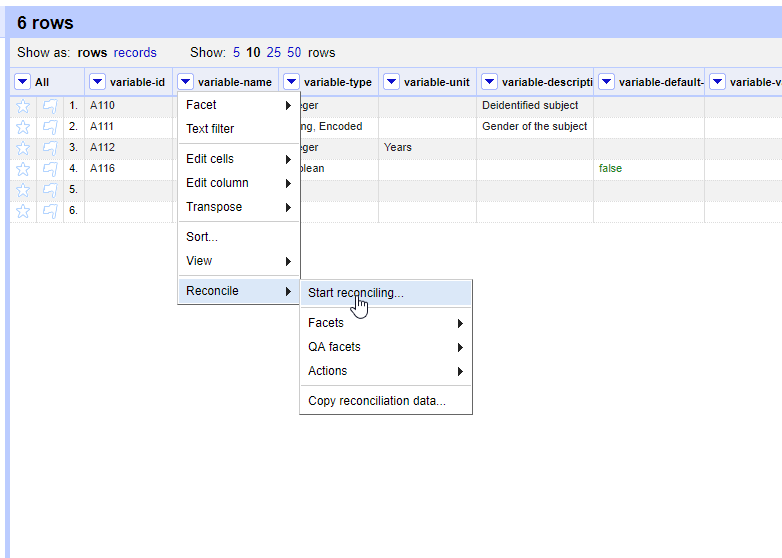 6 rows
Show as: rows records Show: 5 10 25 50 rows
All variable-id variable-name variable-type variable-unit variable-descripti variable-default- variable-v
1. A110 eger Deidentified subject
2. A111 ng, Encoded Gender of the subject
3. A112 eger Years
4. A116 olean false
5.
6.
Facet
Text filter
Edit cells
Edit column
Transpose
Sort...
View
Reconcile
Start reconciling...
Facets
QA facets
Actions
Copy reconciliation data...